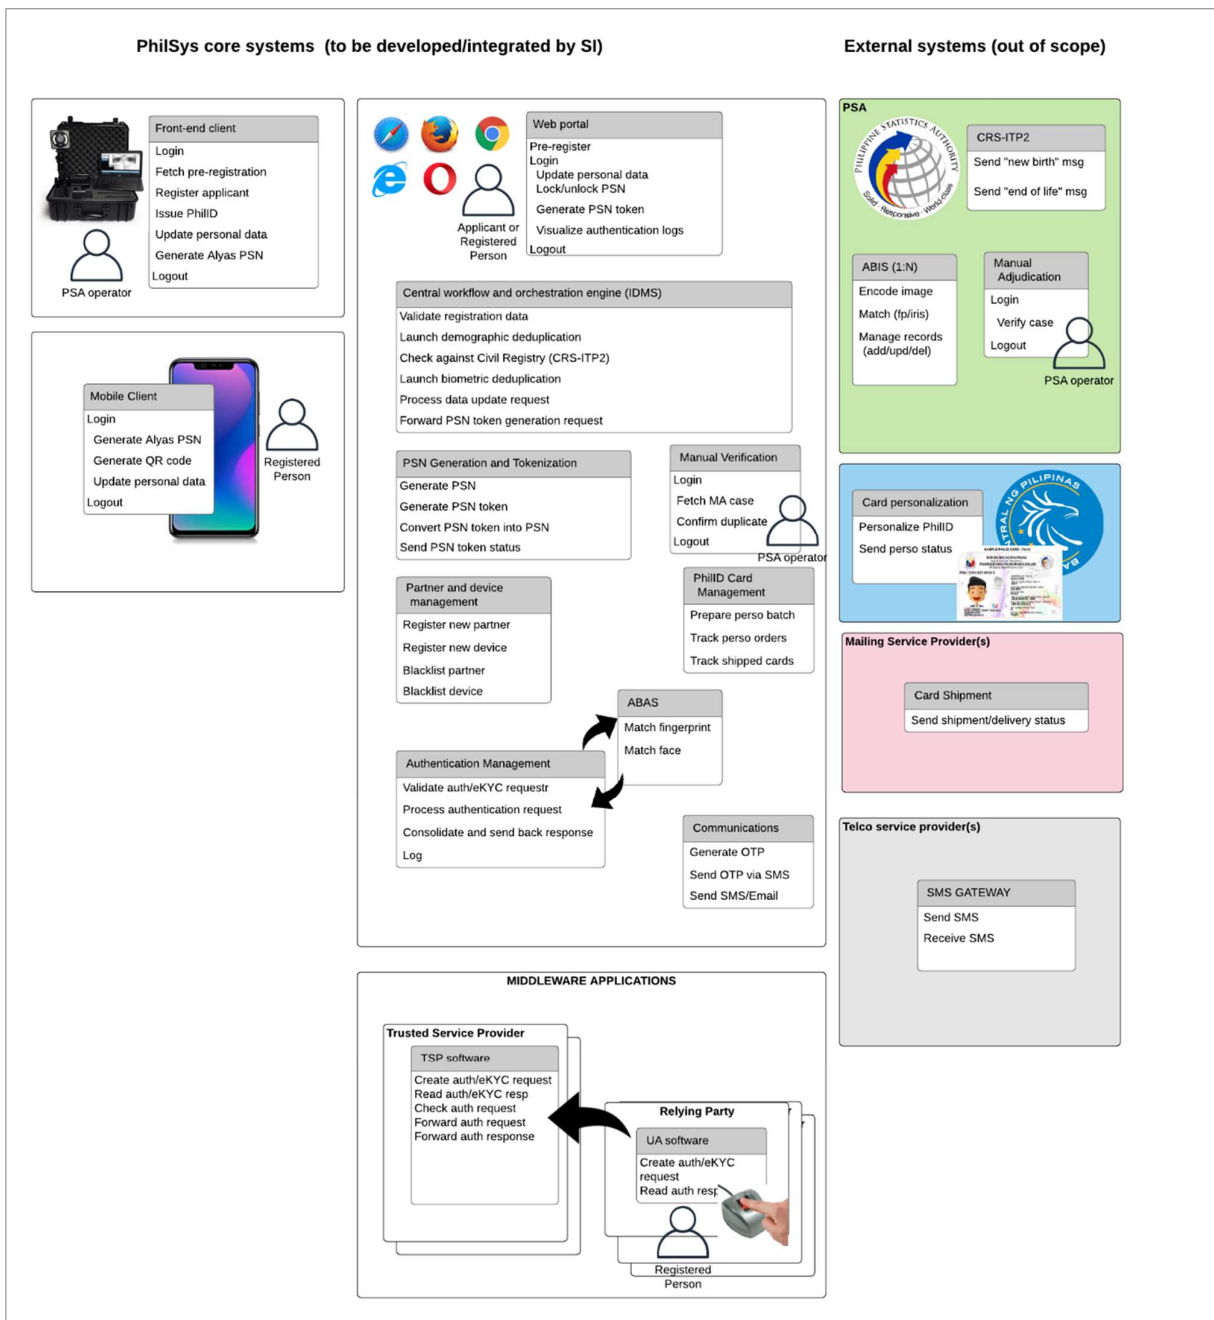 PhilSys core systems (to be developed/integrated by SI)
External systems (out of scope)
Front-end client
Login
Fetch pre-registration
Register applicant
Issue PhilID
Update personal data
Generate Alyas PSN
Logout
PSA operator
Mobile Client
Login
Generate Alyas PSN
Generate QR code
Update personal data
Logout
Registered
Person
Web portal
Pre-register
Login
Update personal data
Lock/unlock PSN
Generate PSN token
Visualize authentication logs
Logout
Applicant or
Registered
Person
Central workflow and orchestration engine (IDMS)
Validate registration data
Launch demographic deduplication
Check against Civil Registry (CRS-ITP2)
Launch biometric deduplication
Process data update request
Forward PSN token generation request
PSN Generation and Tokenization
Generate PSN
Generate PSN token
Convert PSN token into PSN
Send PSN token status
Manual Verification
Login
Fetch MA case
Confirm duplicate
Logout
PSA operator
Partner and device
management
Register new partner
Register new device
Blacklist partner
Blacklist device
PhilID Card
Management
Prepare perso batch
Track perso orders
Track shipped cards
ABAS
Match fingerprint
Match face
Authentication Management
Validate auth/eKYC requestr
Process authentication request
Consolidate and send back response
Log
Communications
Generate OTP
Send OTP via SMS
Send SMS/Email
MIDDLEWARE APPLICATIONS
Trusted Service Provider
TSP software
Create auth/eKYC request
Read auth/eKYC resp
Check auth request
Forward auth request
Forward auth response
Relying Party
UA software
Create auth/eKYC
request
Read auth resp
Registered
Person
PSA
PHILIPPINE STATISTICS AUTHORITY
Solid · Responsive · World-class
CRS-ITP2
Send "new birth" msg
Send "end of life" msg
ABIS (1:N)
Encode image
Match (fp/iris)
Manage records
(add/upd/del)
Manual
Adjudication
Login
Verify case
Logout
PSA operator
Card personalization
Personalize PhilID
Send perso status
NTRAL NG PILIPINAS
BA
Mailing Service Provider(s)
Card Shipment
Send shipment/delivery status
Telco service provider(s)
SMS GATEWAY
Send SMS
Receive SMS